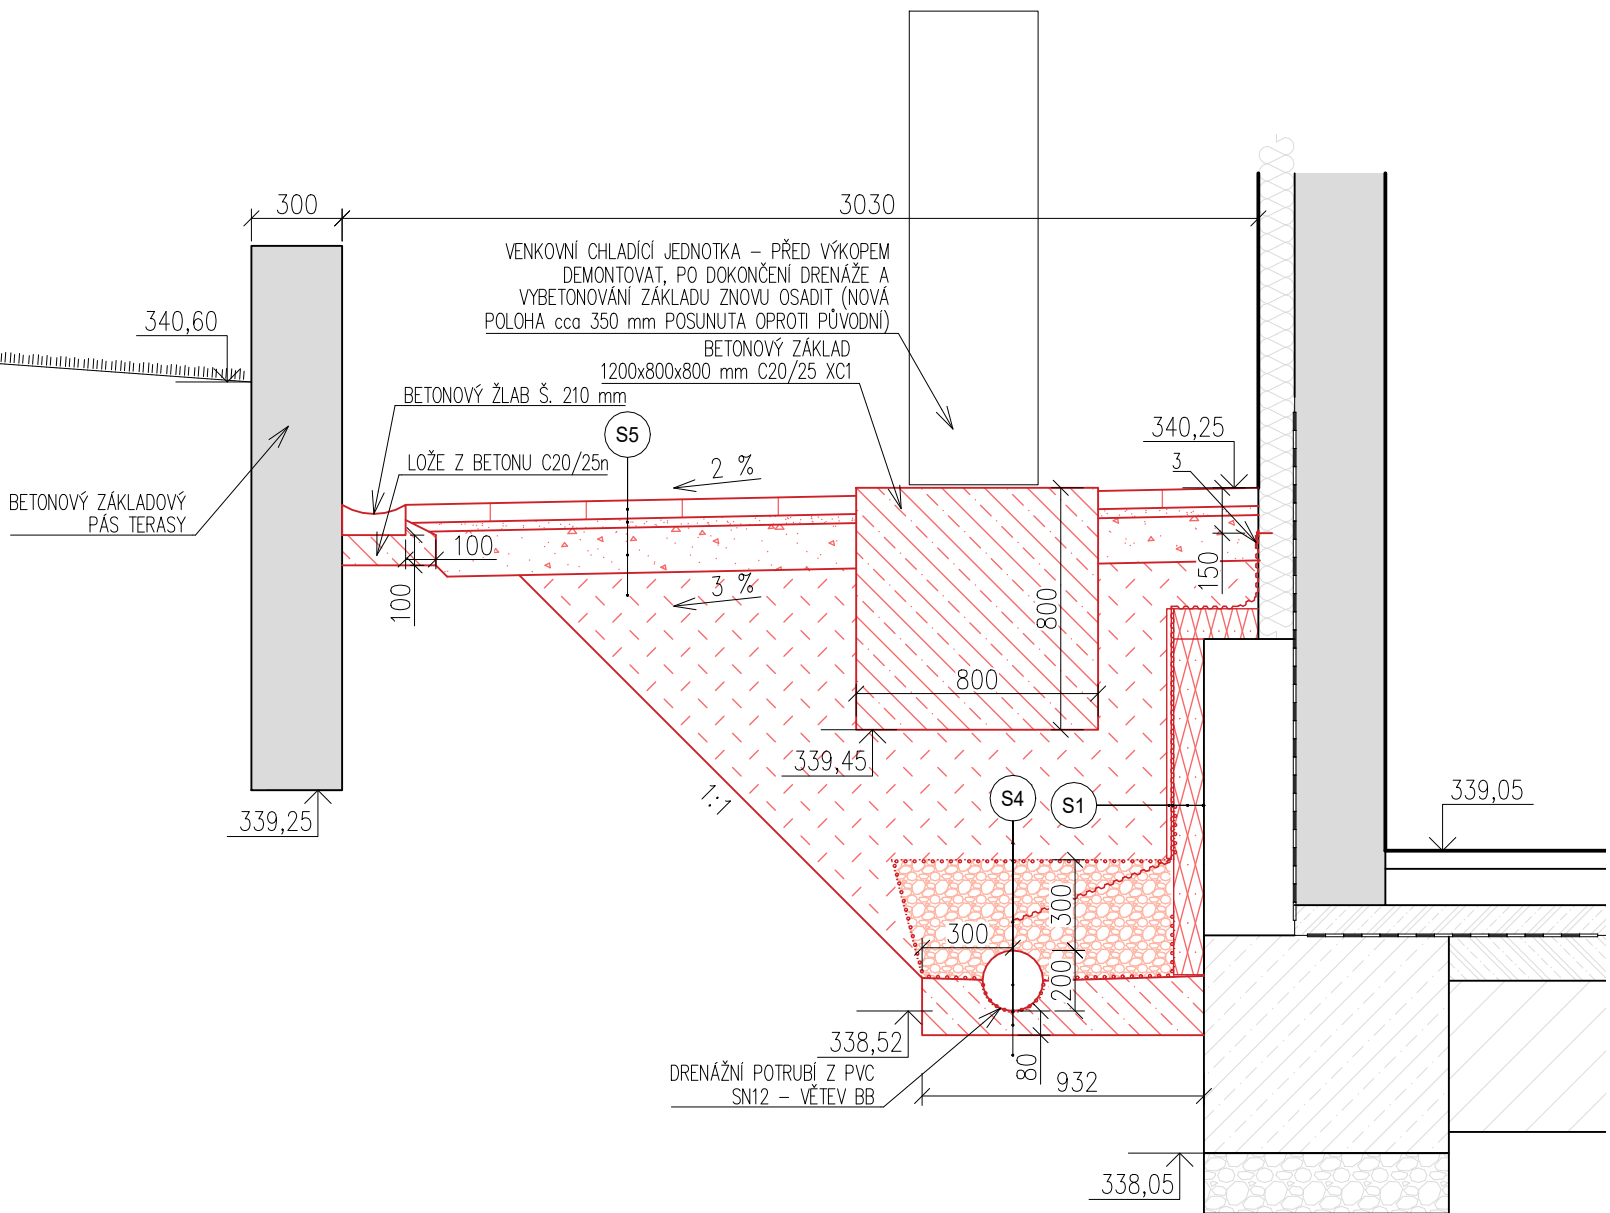 300
3030
VENKOVNÍ CHLADÍCÍ JEDNOTKA – PŘED VÝKOPEM
DEMONTOVAT, PO DOKONČENÍ DRENÁŽE A
VYBETONOVÁNÍ ZÁKLADU ZNOVU OSADIT (NOVÁ
POLOHA cca 350 mm POSUNUTA OPROTI PŮVODNÍ)
340,60
BETONOVÝ ZÁKLAD
1200x800x800 mm C20/25 XC1
BETONOVÝ ŽLAB Š. 210 mm
S5
340,25
LOŽE Z BETONU C20/25n
2 %
3
BETONOVÝ ZÁKLADOVÝ
PÁS TERASY
100
100
3 %
150
800
800
339,45
1:1
S4
S1
339,25
339,05
300
300
200
338,52
80
DRENÁŽNÍ POTRUBÍ Z PVC
SN12 – VĚTEV BB
932
338,05